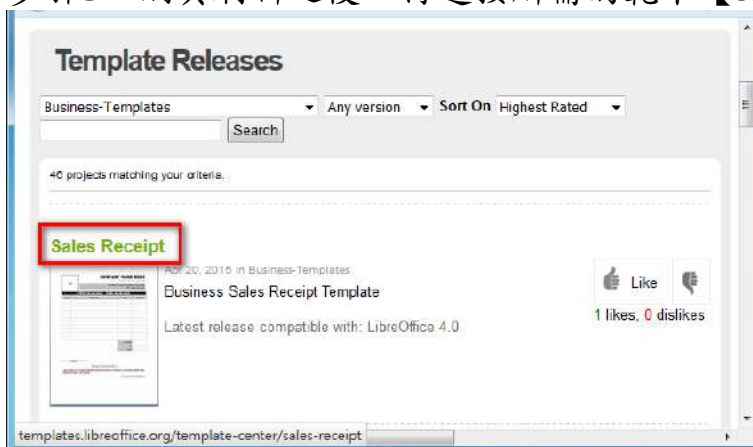 Template Releases
Business-Templates Any version Sort On Highest Rated
Search
46 projects matching your criteria.
Sales Receipt
Apr 20, 2016 in Business-Templates
Business Sales Receipt Template
Latest release compatible with: LibreOffice 4.0
Like
1 likes, 0 dislikes
templates.libreoffice.org/template-center/sales-receipt